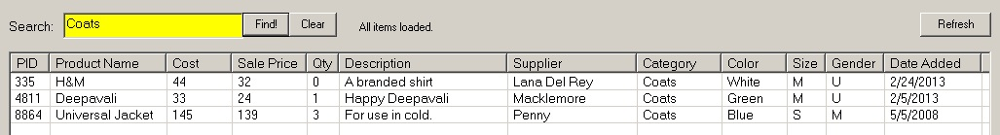 Search: Coats Find! Clear All items loaded. Refresh
PID Product Name Cost Sale Price Qty Description Supplier Category Color Size Gender Date Added
335 H&M 44 32 0 A branded shirt Lana Del Rey Coats White M U 2/24/2013
4811 Deepavali 33 24 1 Happy Deepavali Macklemore Coats Green M U 2/5/2013
8864 Universal Jacket 145 139 3 For use in cold. Penny Coats Blue S M 5/5/2008